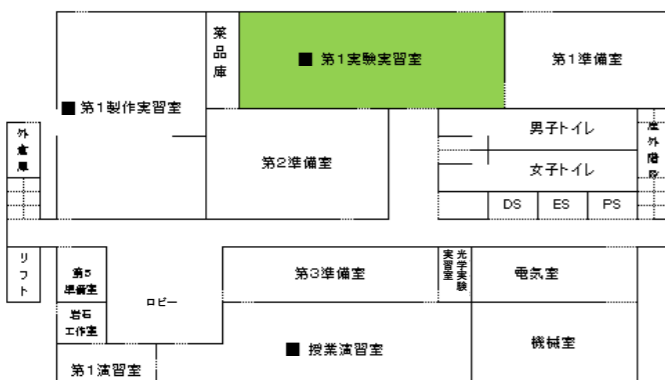 薬品庫
■ 第1実験実習室
第1準備室
■ 第1製作実習室
外倉庫
第2準備室
男子トイレ
女子トイレ
屋外階段
DS
ES
PS
リフト
第5
準備室
岩石
工作室
ロビー
第3準備室
光学実験
実習室
電気室
■ 授業演習室
機械室
第1演習室